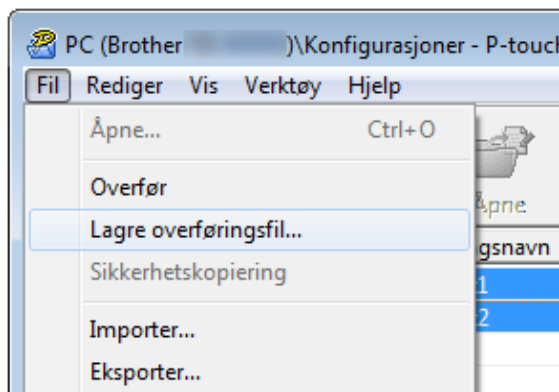 PC (Brother )\Konfigurasjoner - P-touch
Fil Rediger Vis Verktøy Hjelp
Åpne... Ctrl+O
Overfør
Åpne
Lagre overføringsfil...
gsnavn
Sikkerhetskopiering
1
2
Importer...
Eksporter...